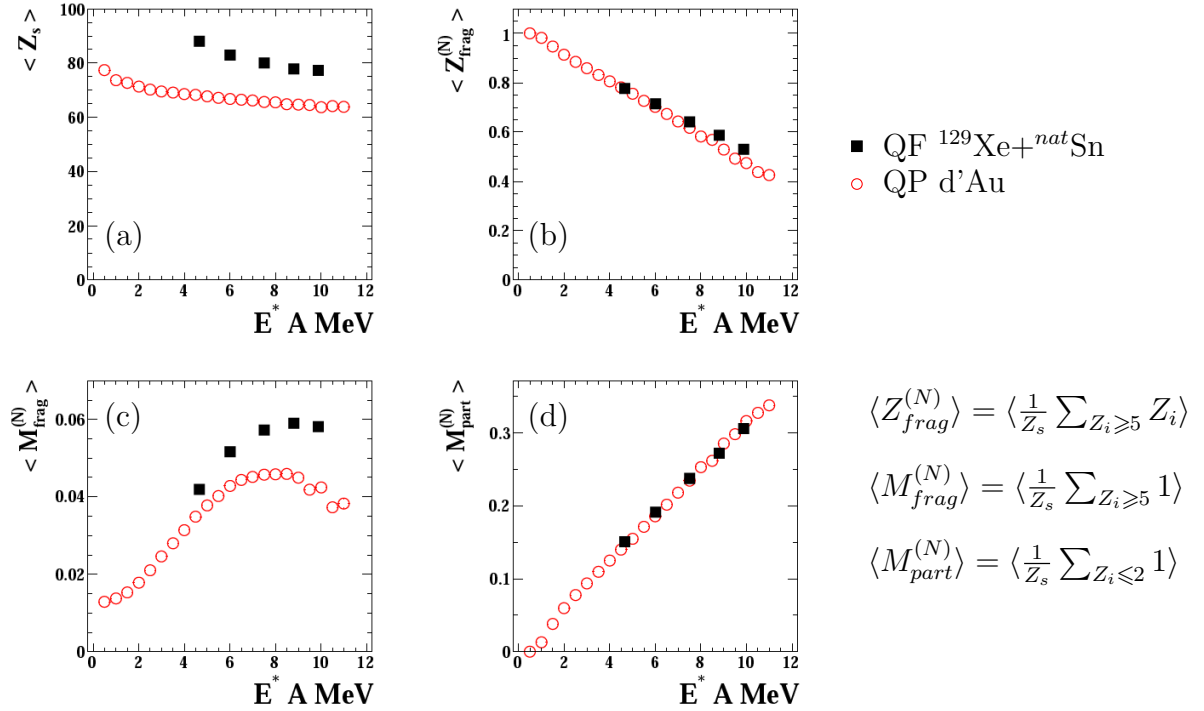 < Z_s >
100
80
60
40
20
0
(a)
0 2 4 6 8 10 12
E* A MeV
< Z_frag^(N) >
1
0.8
0.6
0.4
0.2
0
(b)
0 2 4 6 8 10 12
E* A MeV
■ QF ¹²⁹Xe+ⁿᵃᵗSn
○ QP d'Au
< M_frag^(N) >
0.06
0.04
0.02
0
(c)
0 2 4 6 8 10 12
E* A MeV
< M_part^(N) >
0.3
0.2
0.1
0
(d)
0 2 4 6 8 10 12
E* A MeV
⟨Z_frag^(N)⟩ = ⟨1/Z_s ∑_{Z_i⩾5} Z_i⟩
⟨M_frag^(N)⟩ = ⟨1/Z_s ∑_{Z_i⩾5} 1⟩
⟨M_part^(N)⟩ = ⟨1/Z_s ∑_{Z_i⩽2} 1⟩